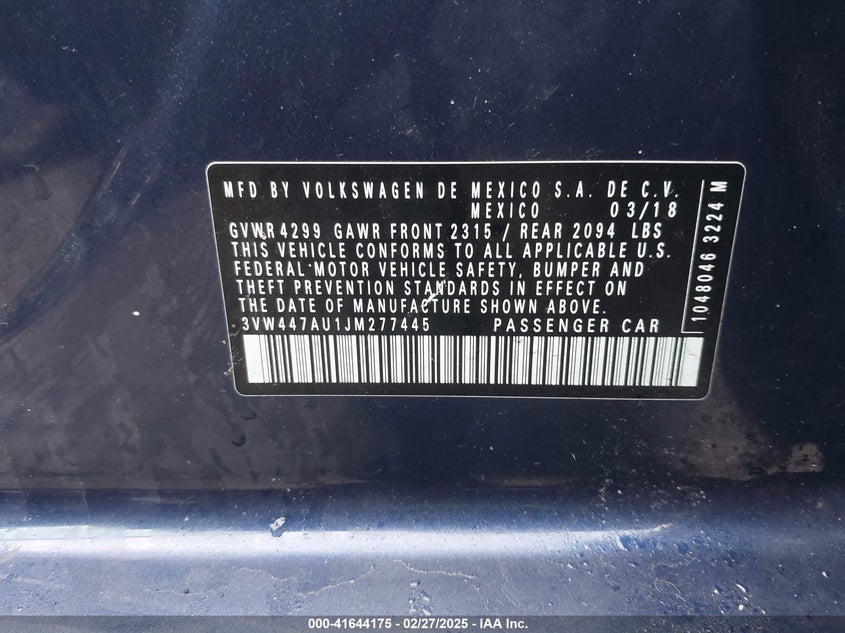 MFD BY VOLKSWAGEN DE MEXICO S.A. DE C.V.
MEXICO 03/18
GVWR 4299 GAWR FRONT 2315 / REAR 2094 LBS
THIS VEHICLE CONFORMS TO ALL APPLICABLE U.S.
FEDERAL MOTOR VEHICLE SAFETY, BUMPER AND
THEFT PREVENTION STANDARDS IN EFFECT ON
THE DATE OF MANUFACTURE SHOWN ABOVE.
3VW447AU1JM277445 PASSENGER CAR
1048046 3224 M
000-41644175 - 02/27/2025 - IAA Inc.